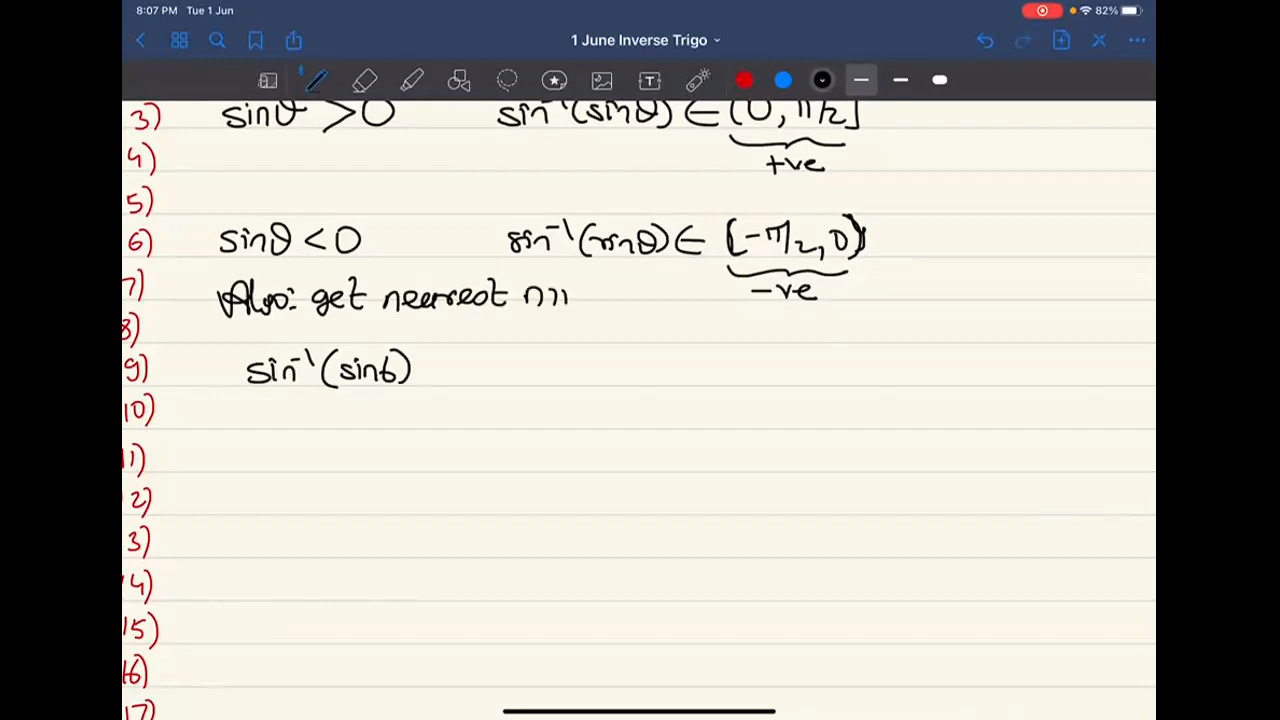 8:07 PM Tue 1 Jun 82%
1 June Inverse Trigo
T
3) sinθ > 0 sin⁻¹(sinθ) ∈ (0, π/2]
4) +ve
5)
6) sinθ < 0 sin⁻¹(sinθ) ∈ [-π/2, 0)
7) Also: get nearest nπ -ve
8)
9) sin⁻¹(sin6)
10)
11)
12)
13)
14)
15)
16)
17)